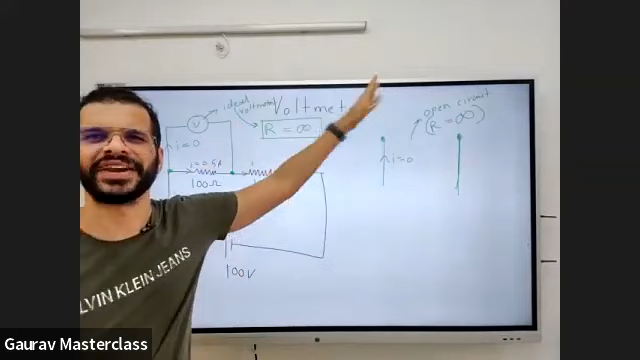 ideal
voltmeter
Voltmet
R = ∞
V
i = 0
i = 0.5A
i
100Ω
100V
open circuit
(R = ∞)
i = 0
LVIN KLEIN JEANS
Gaurav Masterclass